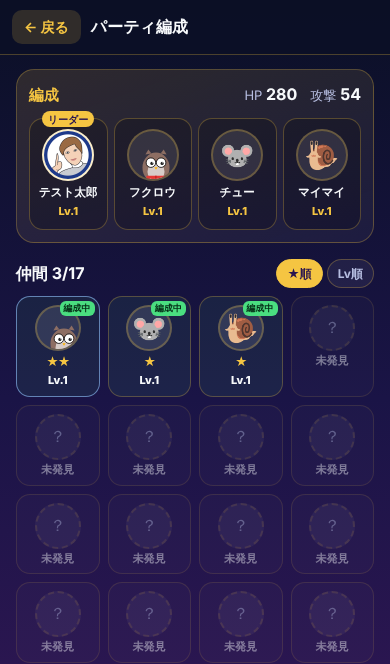 ← 戻る パーティ編成
編成 HP 280 攻撃 54
リーダー
テスト太郎 フクロウ チュー マイマイ
Lv.1 Lv.1 Lv.1 Lv.1
仲間 3/17 ★順 Lv順
編成中 編成中 編成中
?
★★ ★ ★ 未発見
Lv.1 Lv.1 Lv.1
? ? ? ?
未発見 未発見 未発見 未発見
? ? ? ?
未発見 未発見 未発見 未発見
? ? ? ?
未発見 未発見 未発見 未発見